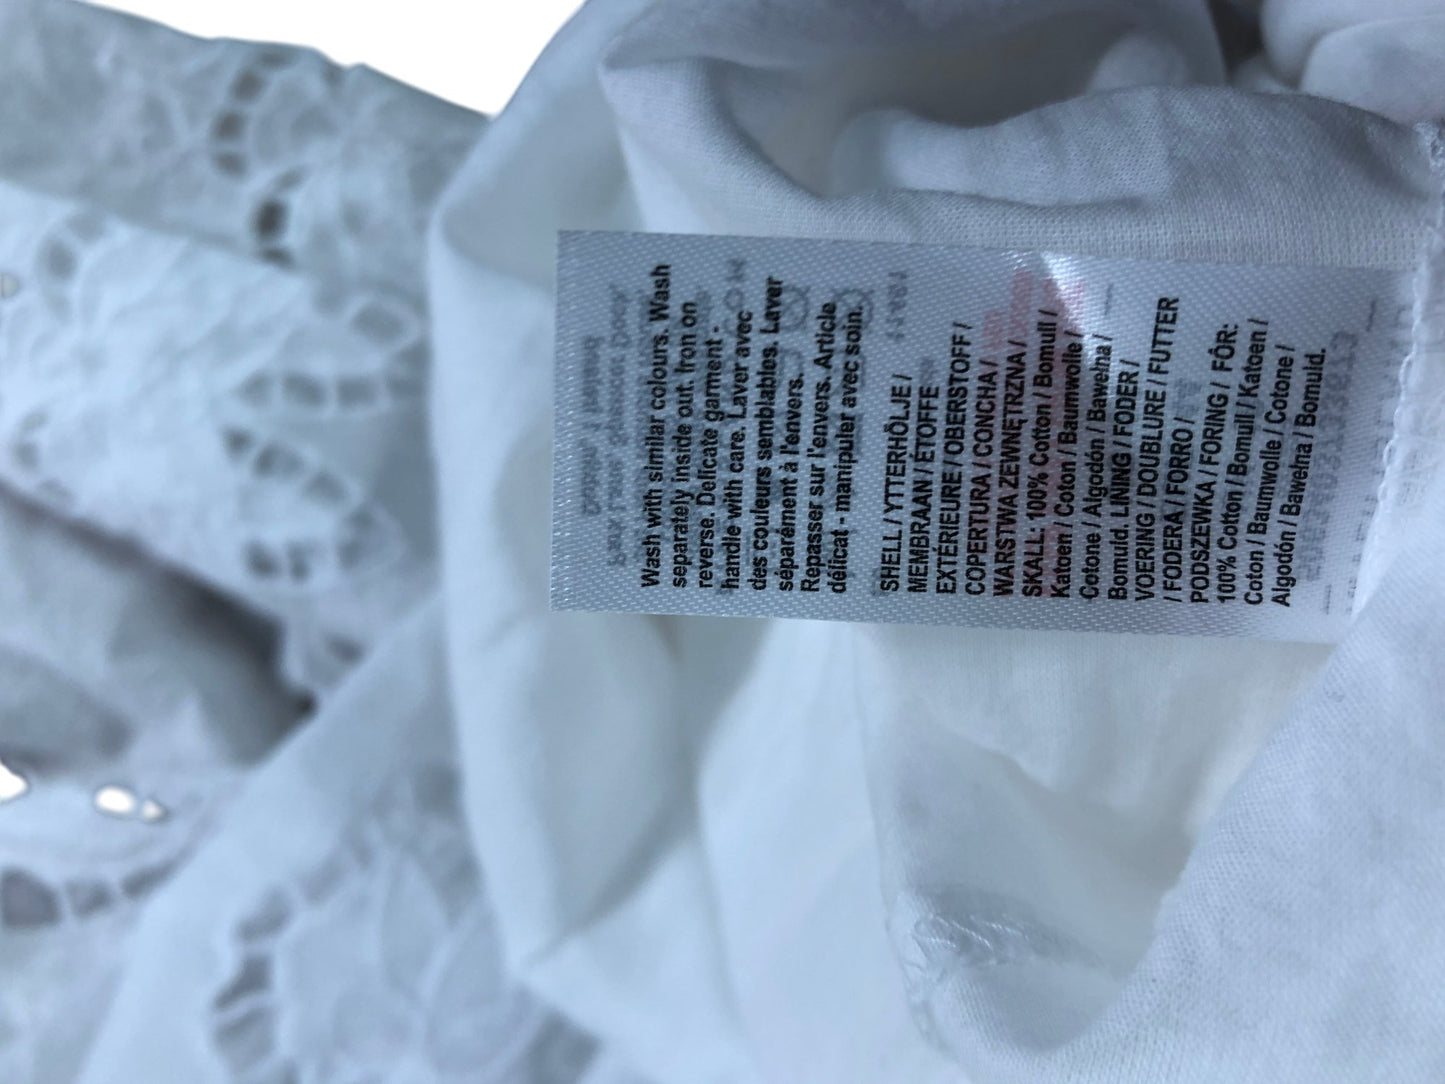 Wash with similar colours. Wash
separately inside out. Iron on
reverse. Delicate garment -
handle with care. Laver avec
des couleurs semblables. Laver
séparément à l'envers.
Repasser sur l'envers. Article
délicat - manipuler avec soin.
SHELL / YTTERHÖLJE /
MEMBRAAN / ÉTOFFE
EXTÉRIEURE / OBERSTOFF /
COPERTURA / CONCHA /
WARSTWA ZEWNĘTRZNA /
SKALL: 100% Cotton / Bomull /
Katoen / Coton / Baumwolle /
Cotone / Algodón / Bawełna /
Bomuld. LINING / FODER /
VOERING / DOUBLURE / FUTTER
/ FODERA / FORRO /
PODSZEWKA / FORING / FÔR:
100% Cotton / Bomull / Katoen /
Coton / Baumwolle / Cotone /
Algodón / Bawełna / Bomuld.